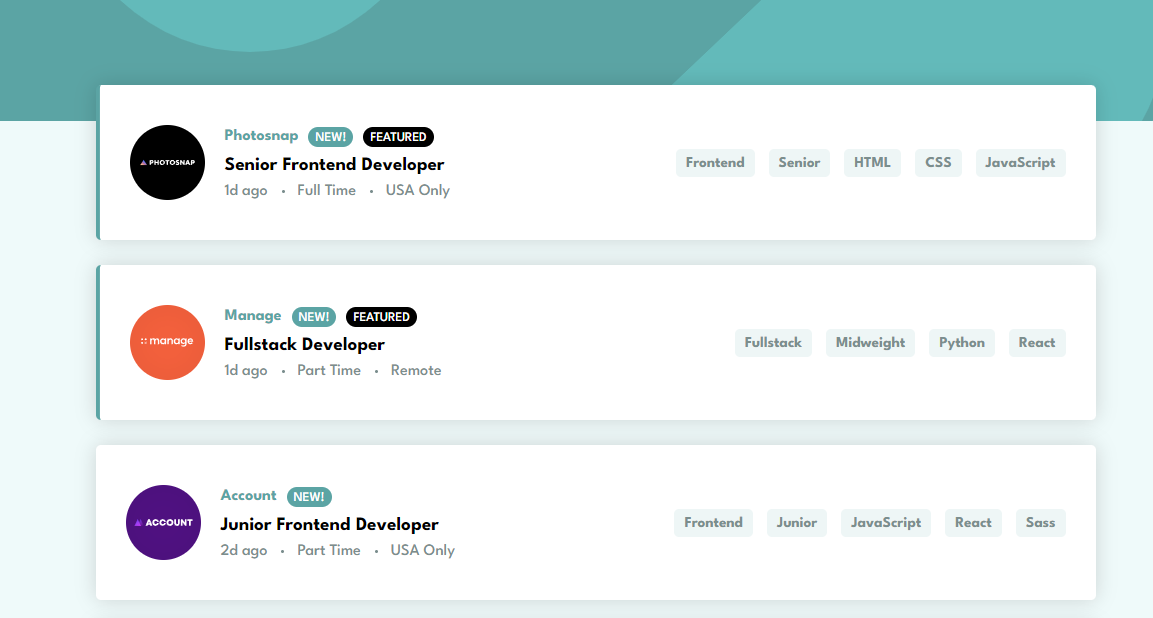 PHOTOSNAP
Photosnap NEW! FEATURED
Senior Frontend Developer
1d ago • Full Time • USA Only
Frontend Senior HTML CSS JavaScript
manage
Manage NEW! FEATURED
Fullstack Developer
1d ago • Part Time • Remote
Fullstack Midweight Python React
ACCOUNT
Account NEW!
Junior Frontend Developer
2d ago • Part Time • USA Only
Frontend Junior JavaScript React Sass